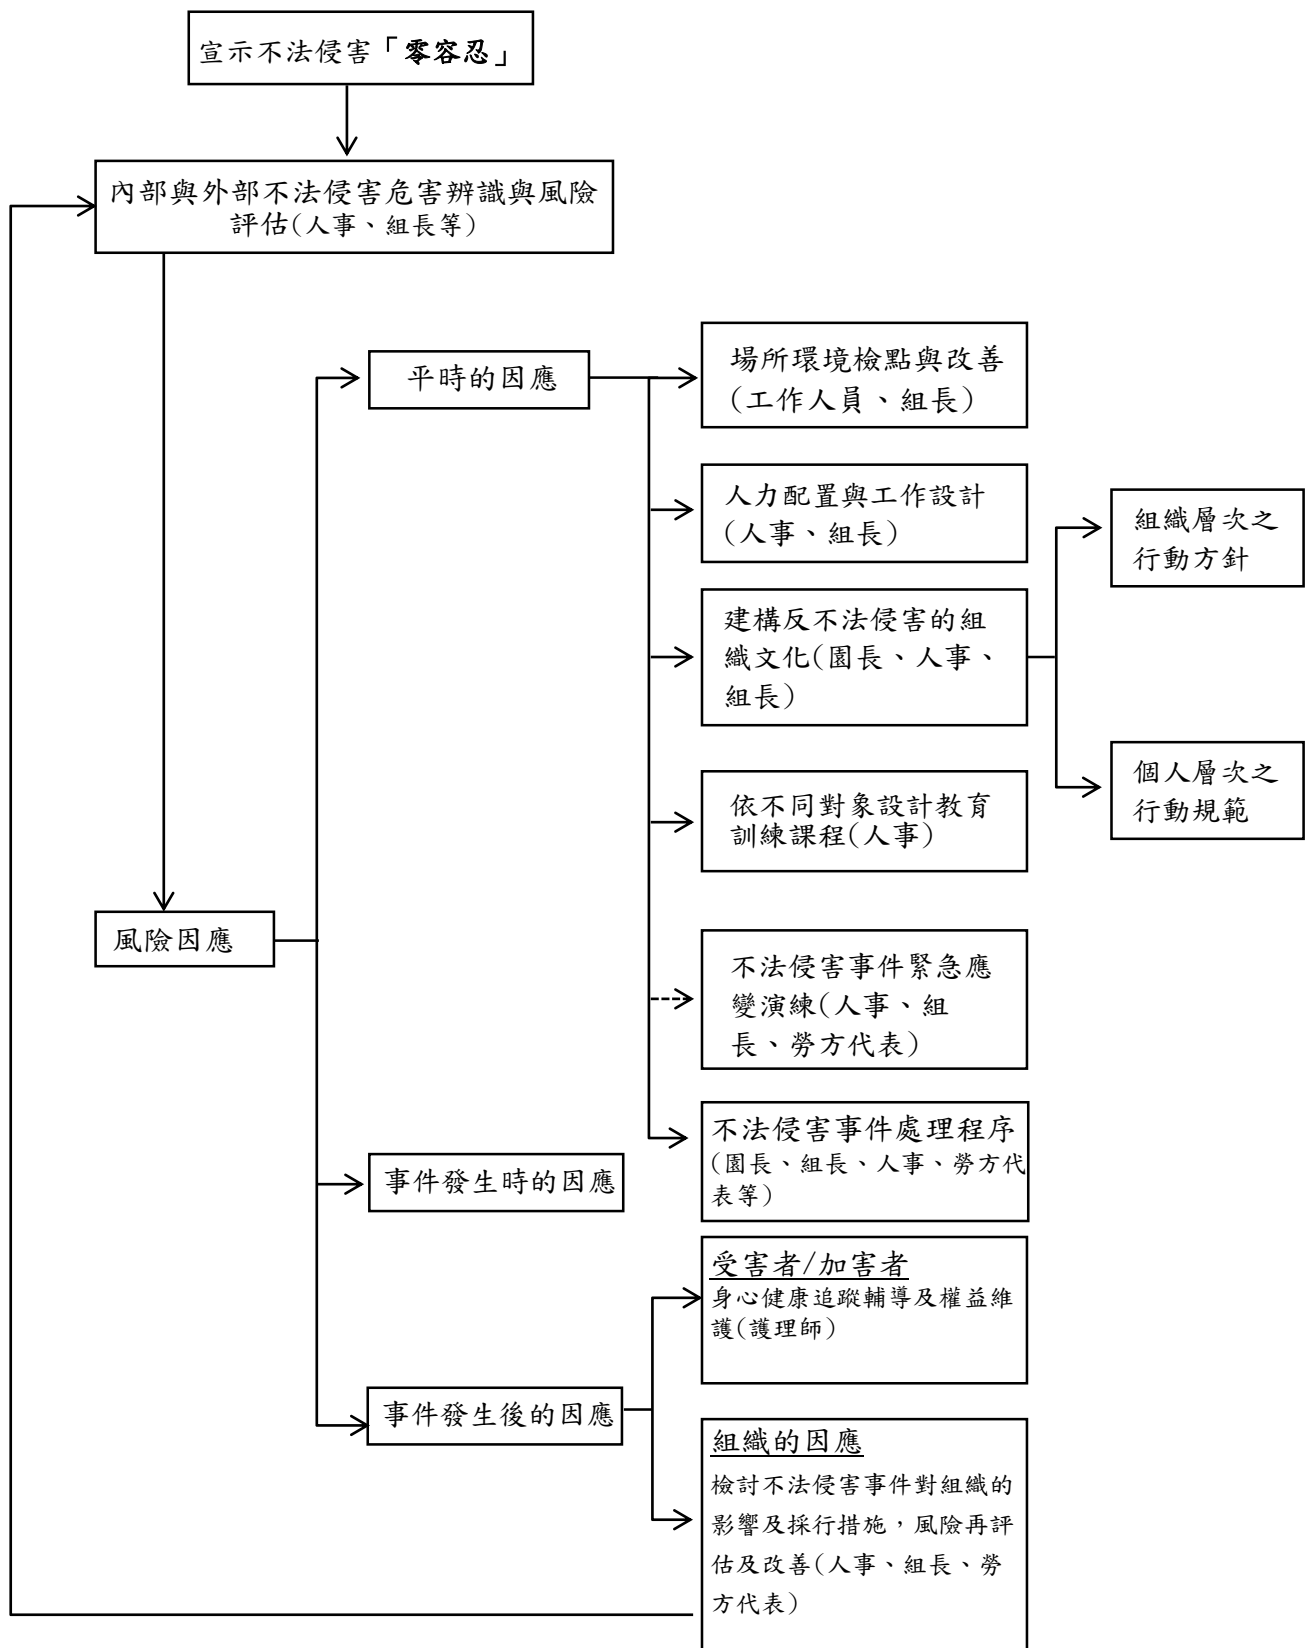 宣示不法侵害「零容忍」
內部與外部不法侵害危害辨識與風險
評估(人事、組長等)
平時的因應
場所環境檢點與改善
(工作人員、組長)
人力配置與工作設計
(人事、組長)
組織層次之
行動方針
建構反不法侵害的組
織文化(園長、人事、
組長)
個人層次之
行動規範
依不同對象設計教育
訓練課程(人事)
風險因應
不法侵害事件緊急應
變演練(人事、組
長、勞方代表)
不法侵害事件處理程序
(園長、組長、人事、勞方代
表等)
事件發生時的因應
受害者/加害者
身心健康追蹤輔導及權益維
護(護理師)
事件發生後的因應
組織的因應
檢討不法侵害事件對組織的
影響及採行措施，風險再評
估及改善(人事、組長、勞
方代表)